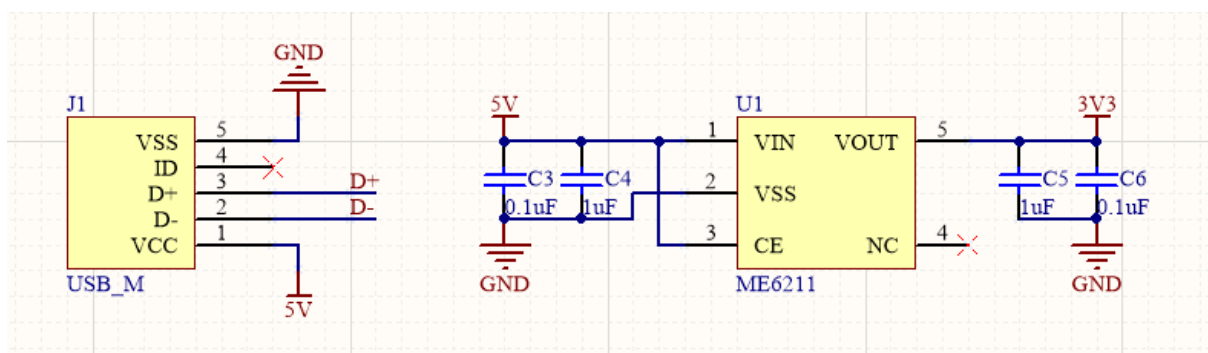 GND
J1
VSS 5
ID 4
D+ 3 D+
D- 2 D-
VCC 1
USB_M
5V
5V
U1
3V3
1 VIN VOUT 5
2 VSS
3 CE NC 4
C3
0.1uF
C4
1uF
C5
1uF
C6
0.1uF
GND
ME6211
GND